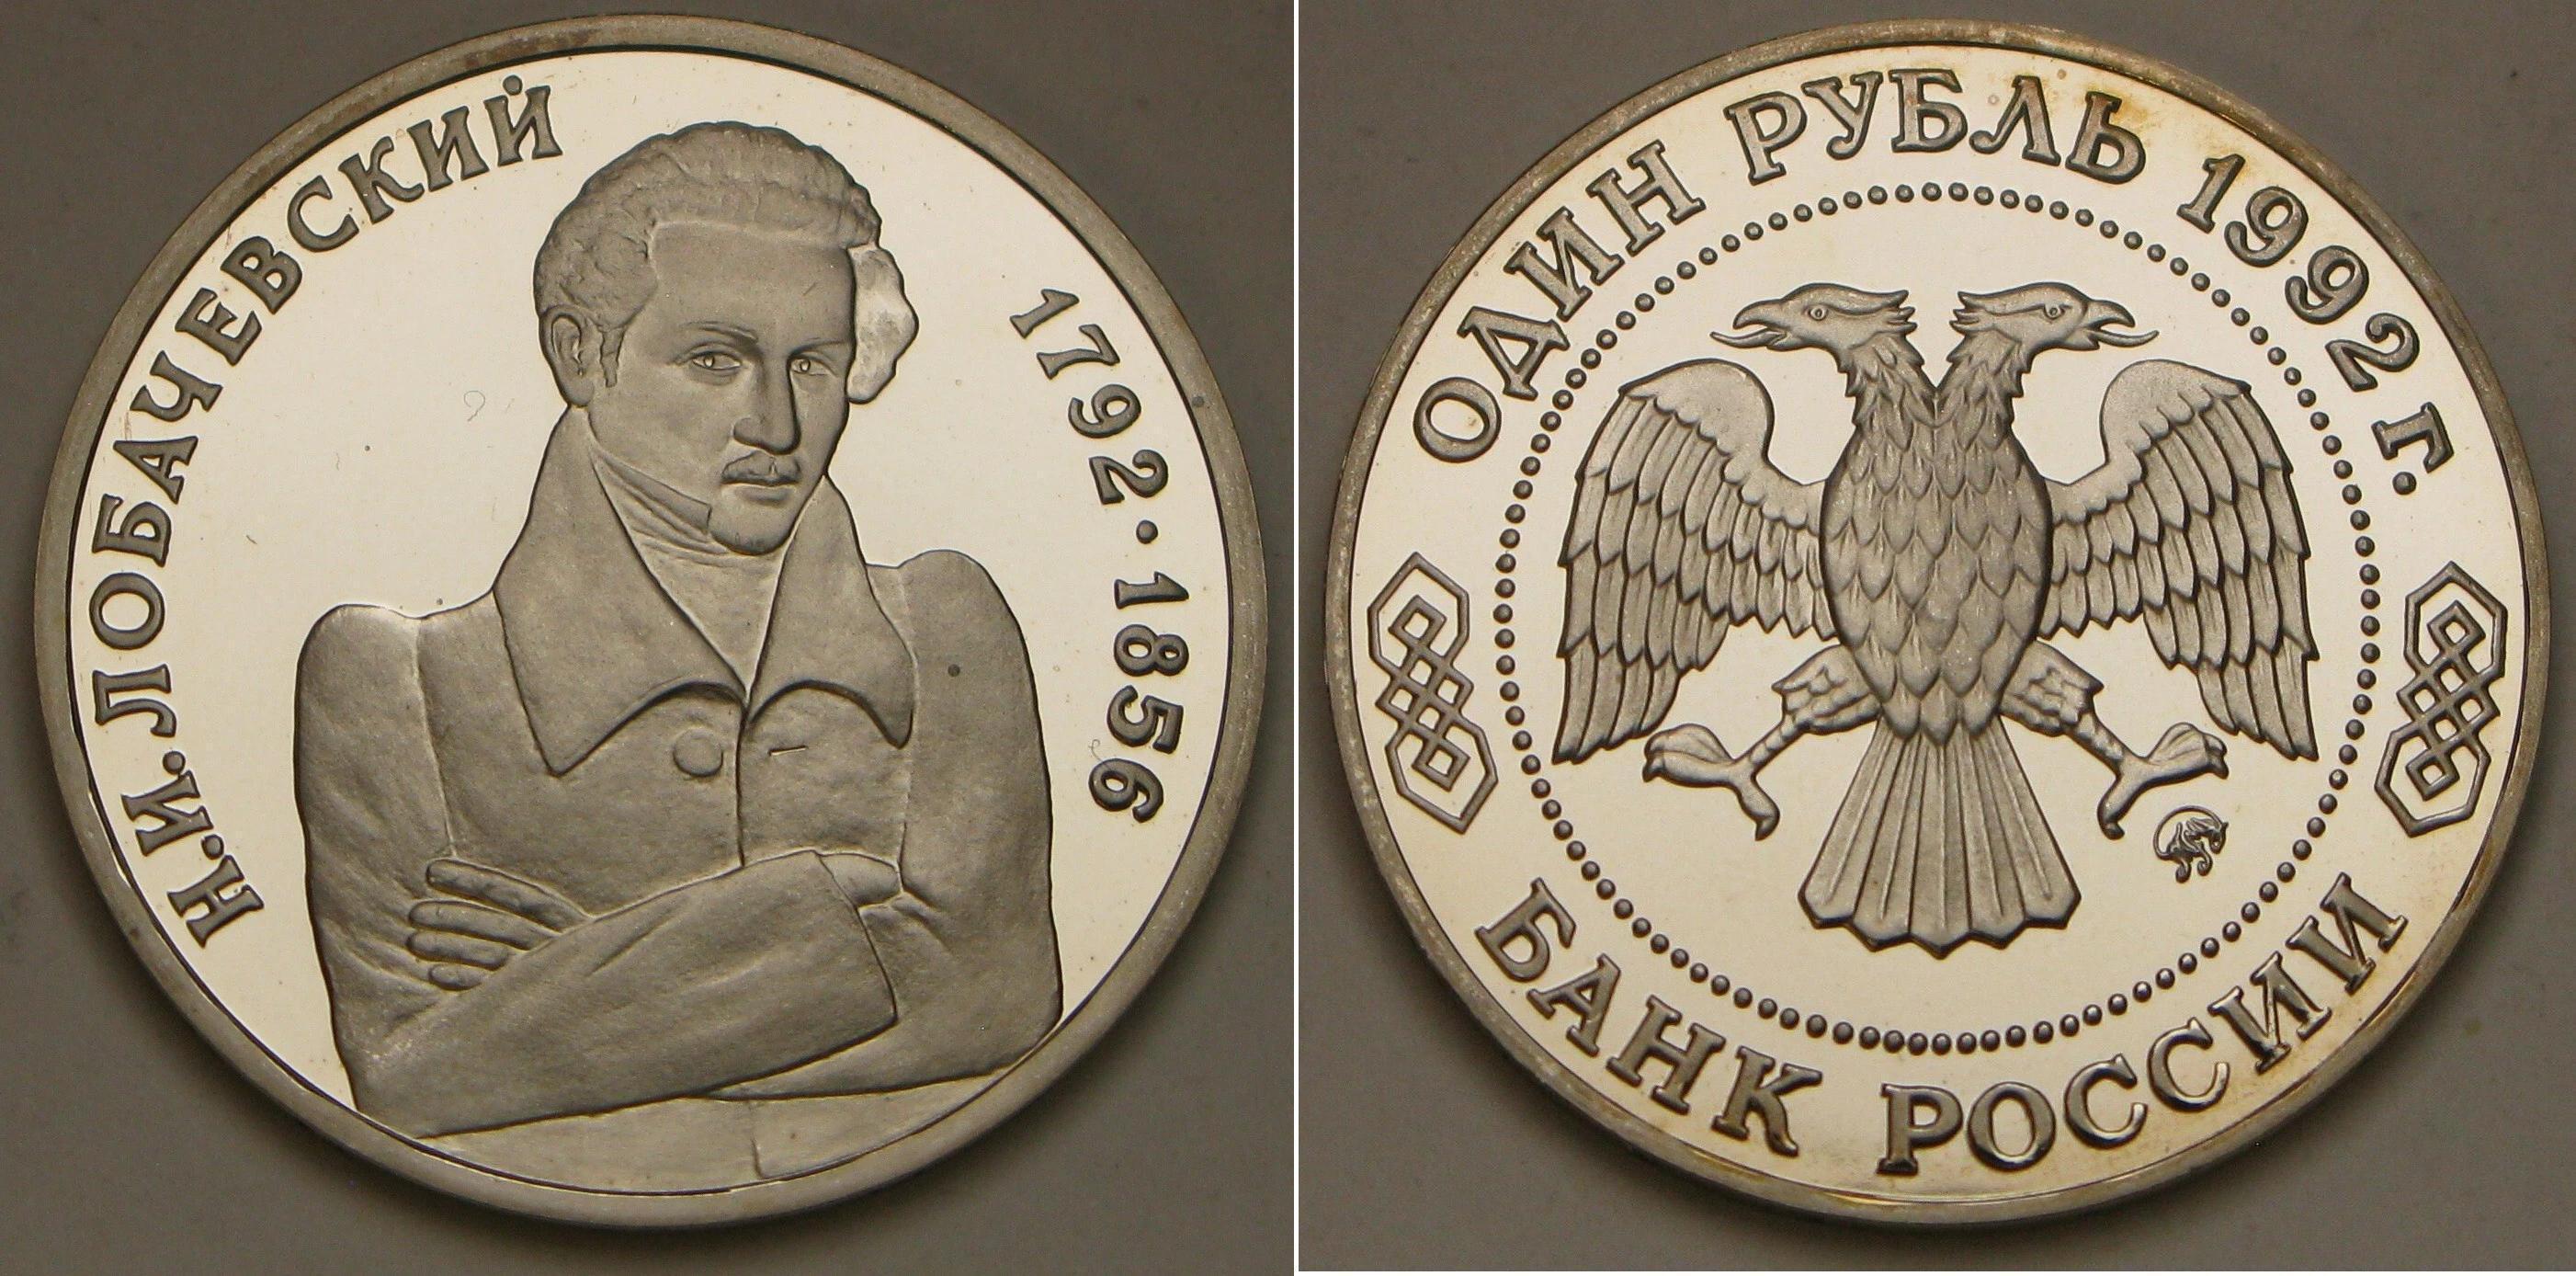 Н.И.ЛОБАЧЕВСКИЙ
1792·1856
ОДИН РУБЛЬ 1992 г.
БАНК РОССИИ